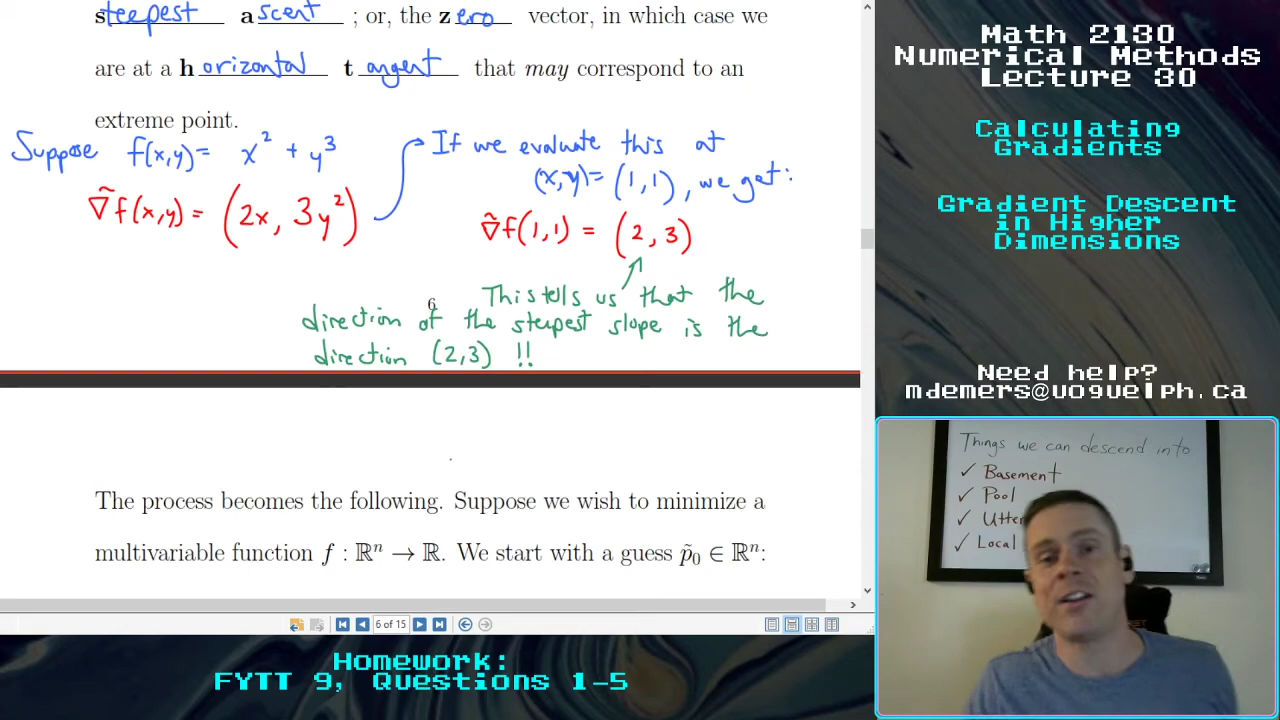 steepest ascent ; or, the zero vector, in which case we
are at a horizontal tangent that may correspond to an
extreme point.
Suppose f(x,y)= x² + y³
∇̃f(x,y) = (2x, 3y²)
If we evaluate this at
(x,y)= (1,1), we get:
∇̃f(1,1) = (2,3)
This tells us that the
direction of the steepest slope is the
direction (2,3) !!
6
The process becomes the following. Suppose we wish to minimize a
multivariable function f : ℝⁿ → ℝ. We start with a guess p̃₀ ∈ ℝⁿ:
6 of 15
Math 2130
Numerical Methods
Lecture 30
Calculating
Gradients
Gradient Descent
in Higher
Dimensions
Need help?
mdemers@uoguelph.ca
Things we can descend into
✓ Basement
✓ Pool
✓
✓ Local
Homework:
FYTT 9, Questions 1-5